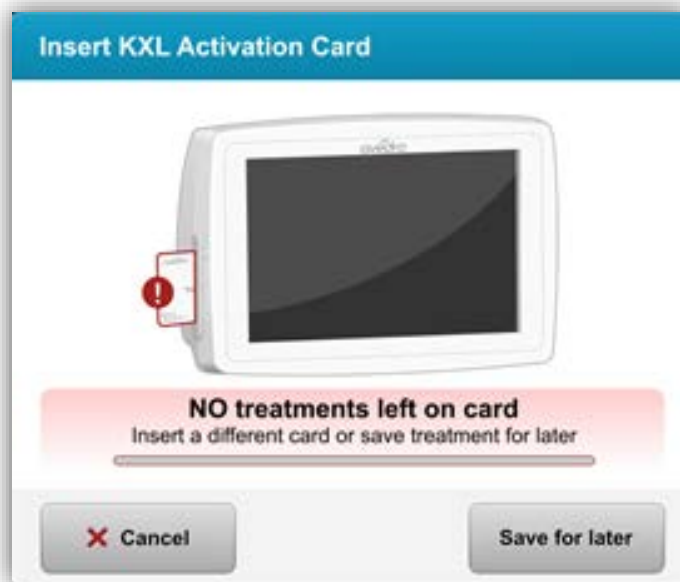 Insert KXL Activation Card
NO treatments left on card
Insert a different card or save treatment for later
Cancel
Save for later